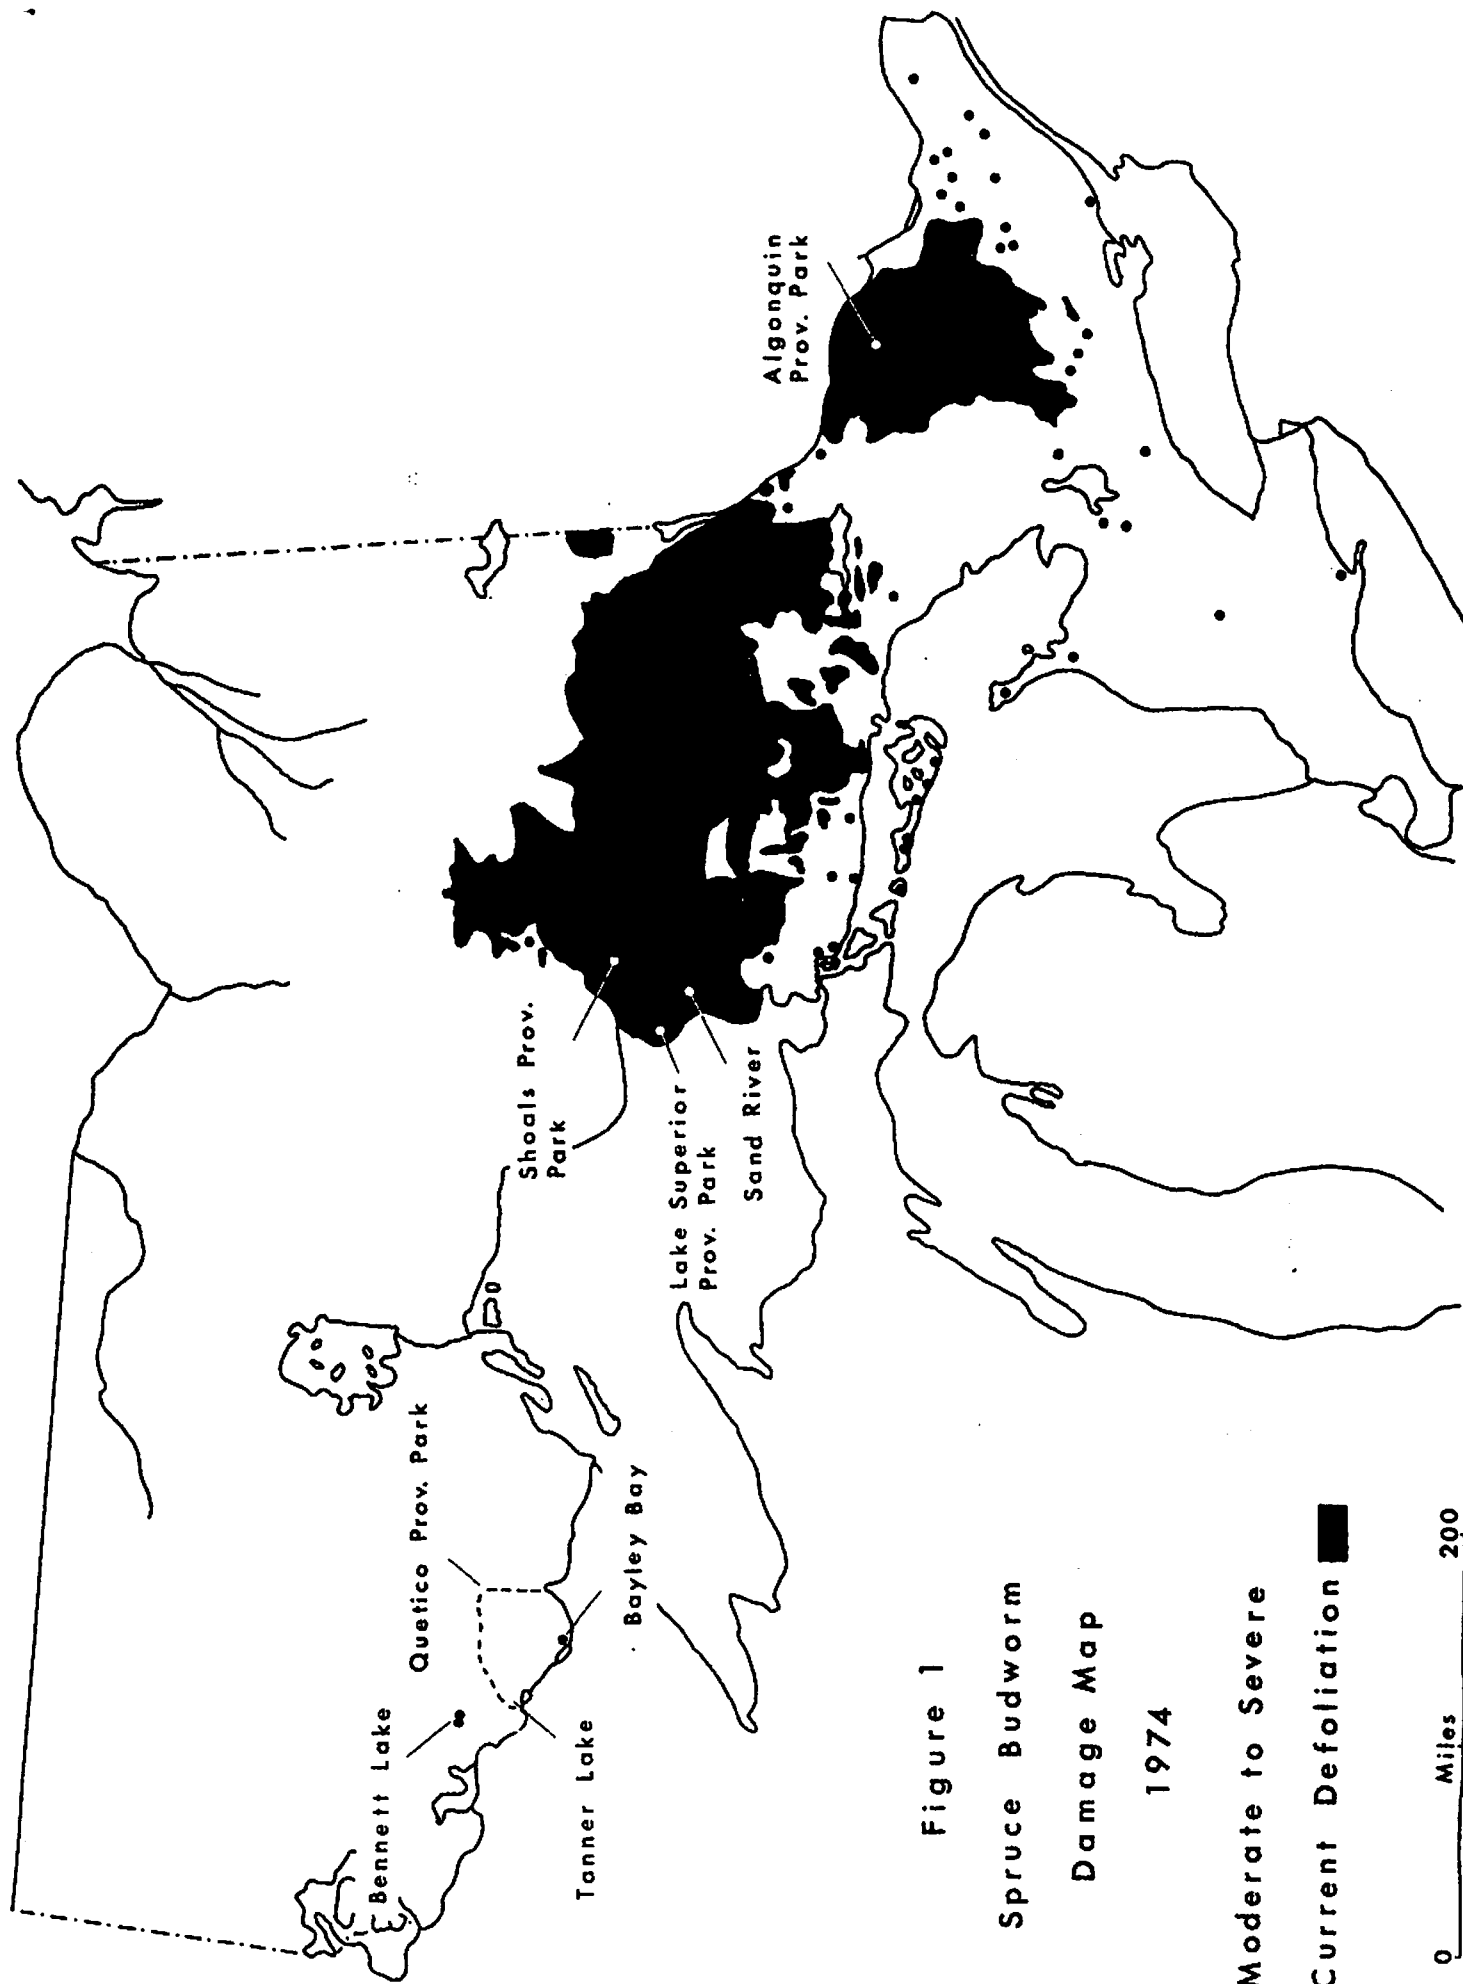 Algonquin
Prov. Park
Shoals Prov.
Park
Lake Superior
Prov. Park
Sand River
Quetico Prov. Park
Bayley Bay
Bennett Lake
Tanner Lake
Figure 1
Spruce Budworm
Damage Map
1974
Moderate to Severe
Current Defoliation
0 Miles 200